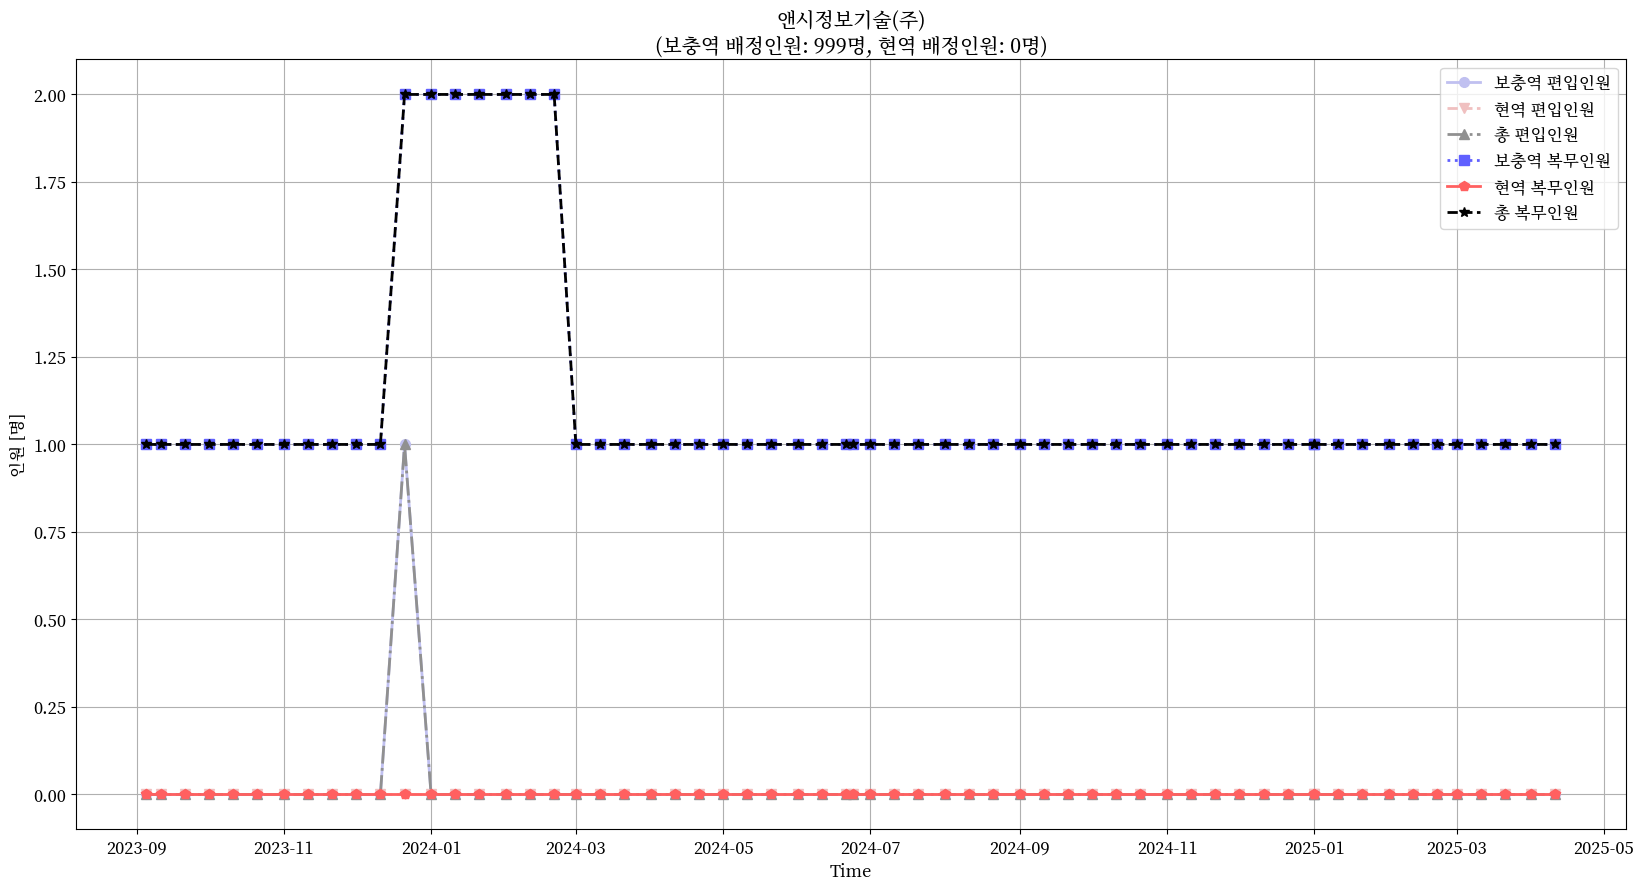 앤시정보기술(주)
(보충역 배정인원: 999명, 현역 배정인원: 0명)
보충역 편입인원
현역 편입인원
총 편입인원
보충역 복무인원
현역 복무인원
총 복무인원
인원 [명]
2.00
1.75
1.50
1.25
1.00
0.75
0.50
0.25
0.00
2023-09
2023-11
2024-01
2024-03
2024-05
2024-07
2024-09
2024-11
2025-01
2025-03
2025-05
Time